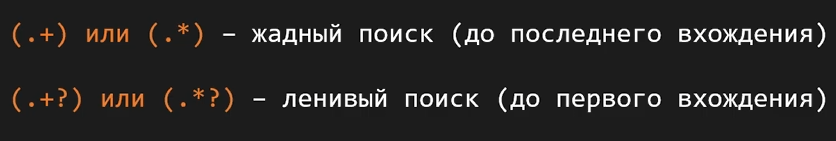 (.+) или (.*) – жадный поиск (до последнего вхождения)
(.+?) или (.*?) – ленивый поиск (до первого вхождения)